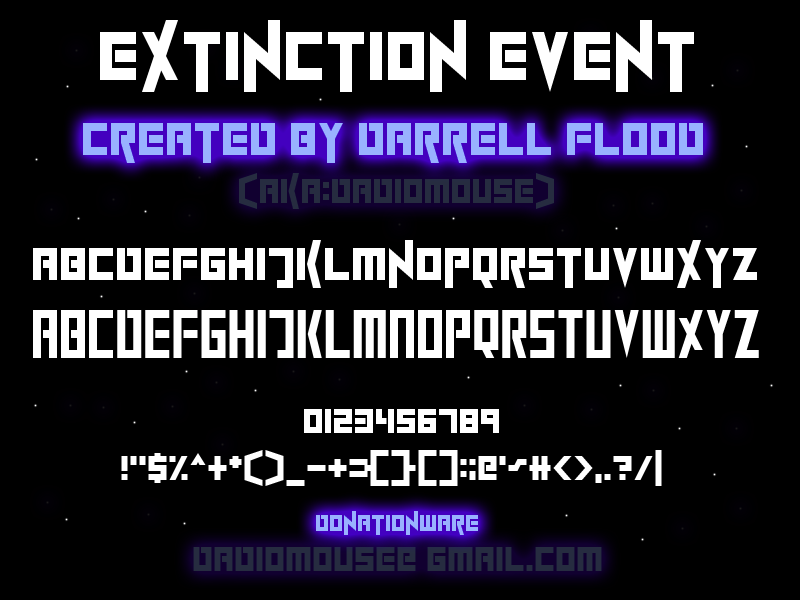 EXTINCTION EVENT
CREATED BY DARRELL FLOOD
(AKA:DADIOMOUSE)
ABCDEFGHIJKLMNOPQRSTUVWXYZ
ABCDEFGHIJKLMNOPQRSTUVWXYZ
0123456789
!"$%^+*()_-+={}[]:;@'~#<>,.?/|
DONATIONWARE
DADIOMOUSE@GMAIL.COM